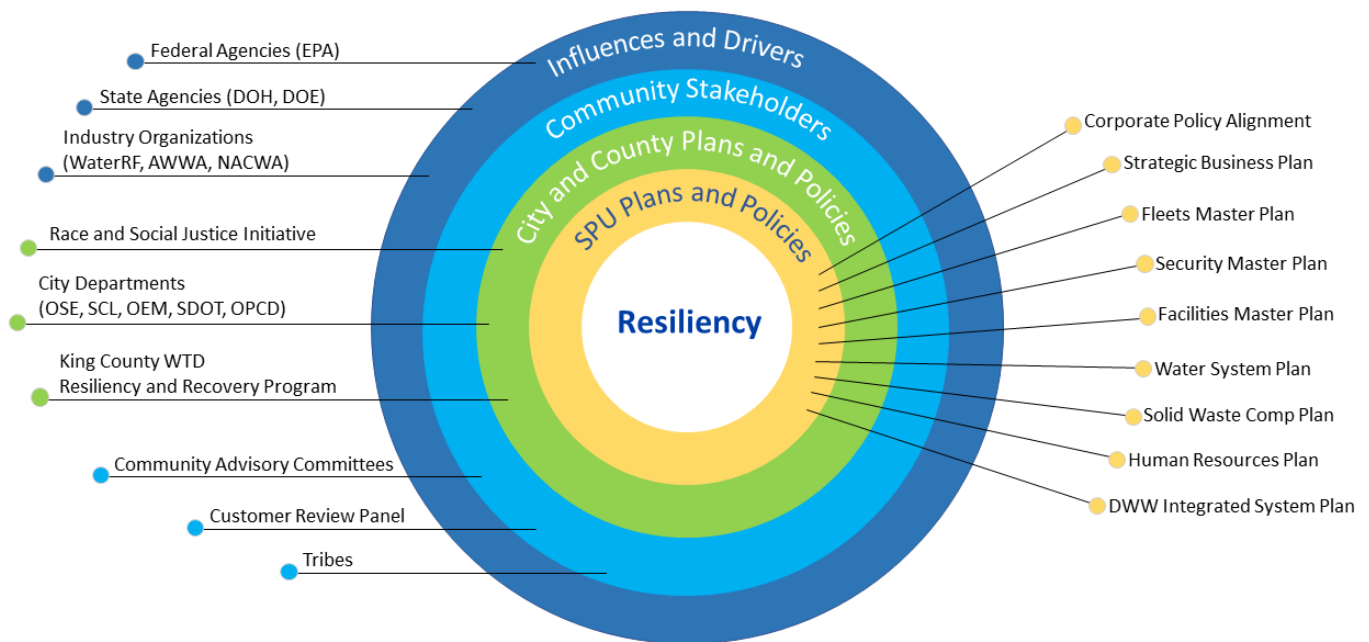 Influences and Drivers
Community Stakeholders
City and County Plans and Policies
SPU Plans and Policies
Resiliency
Federal Agencies (EPA)
State Agencies (DOH, DOE)
Industry Organizations
(WaterRF, AWWA, NACWA)
Race and Social Justice Initiative
City Departments
(OSE, SCL, OEM, SDOT, OPCD)
King County WTD
Resiliency and Recovery Program
Community Advisory Committees
Customer Review Panel
Tribes
Corporate Policy Alignment
Strategic Business Plan
Fleets Master Plan
Security Master Plan
Facilities Master Plan
Water System Plan
Solid Waste Comp Plan
Human Resources Plan
DWW Integrated System Plan